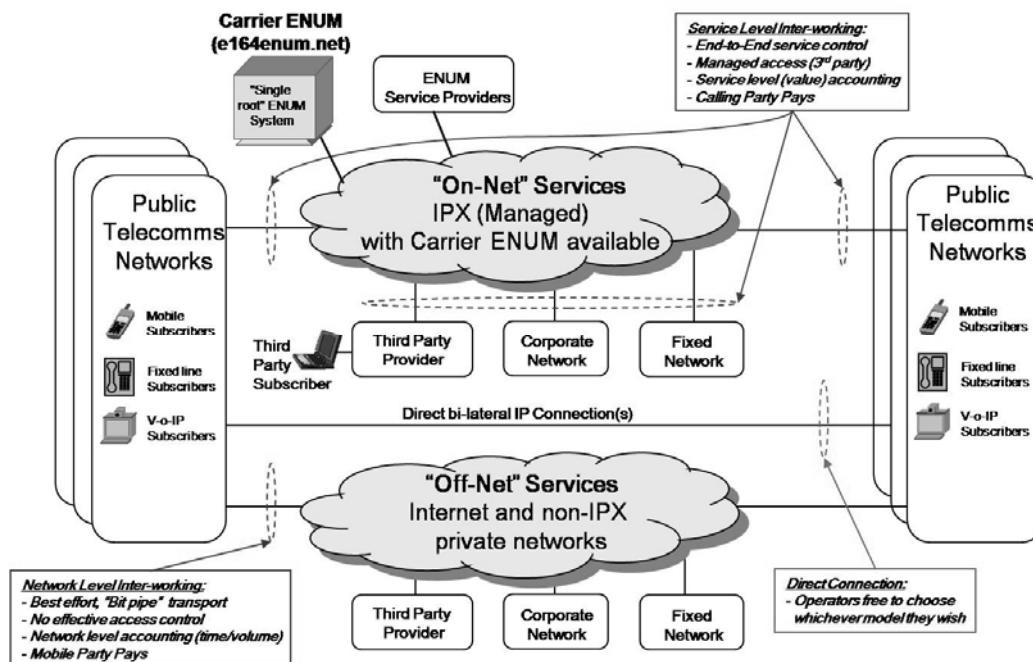 Carrier ENUM
(e164enum.net)
"Single
root" ENUM
System
ENUM
Service Providers
Service Level Inter-working:
- End-to-End service control
- Managed access (3rd party)
- Service level (value) accounting
- Calling Party Pays
Public
Telecomms
Networks
Mobile
Subscribers
Fixed line
Subscribers
V-o-IP
Subscribers
"On-Net" Services
IPX (Managed)
with Carrier ENUM available
Public
Telecomms
Networks
Mobile
Subscribers
Fixed line
Subscribers
V-o-IP
Subscribers
Third
Party
Subscriber
Third Party
Provider
Corporate
Network
Fixed
Network
Direct bi-lateral IP Connection(s)
"Off-Net" Services
Internet and non-IPX
private networks
Network Level Inter-working:
- Best effort, "Bit pipe" transport
- No effective access control
- Network level accounting (time/volume)
- Mobile Party Pays
Third Party
Provider
Corporate
Network
Fixed
Network
Direct Connection:
- Operators free to choose
whichever model they wish